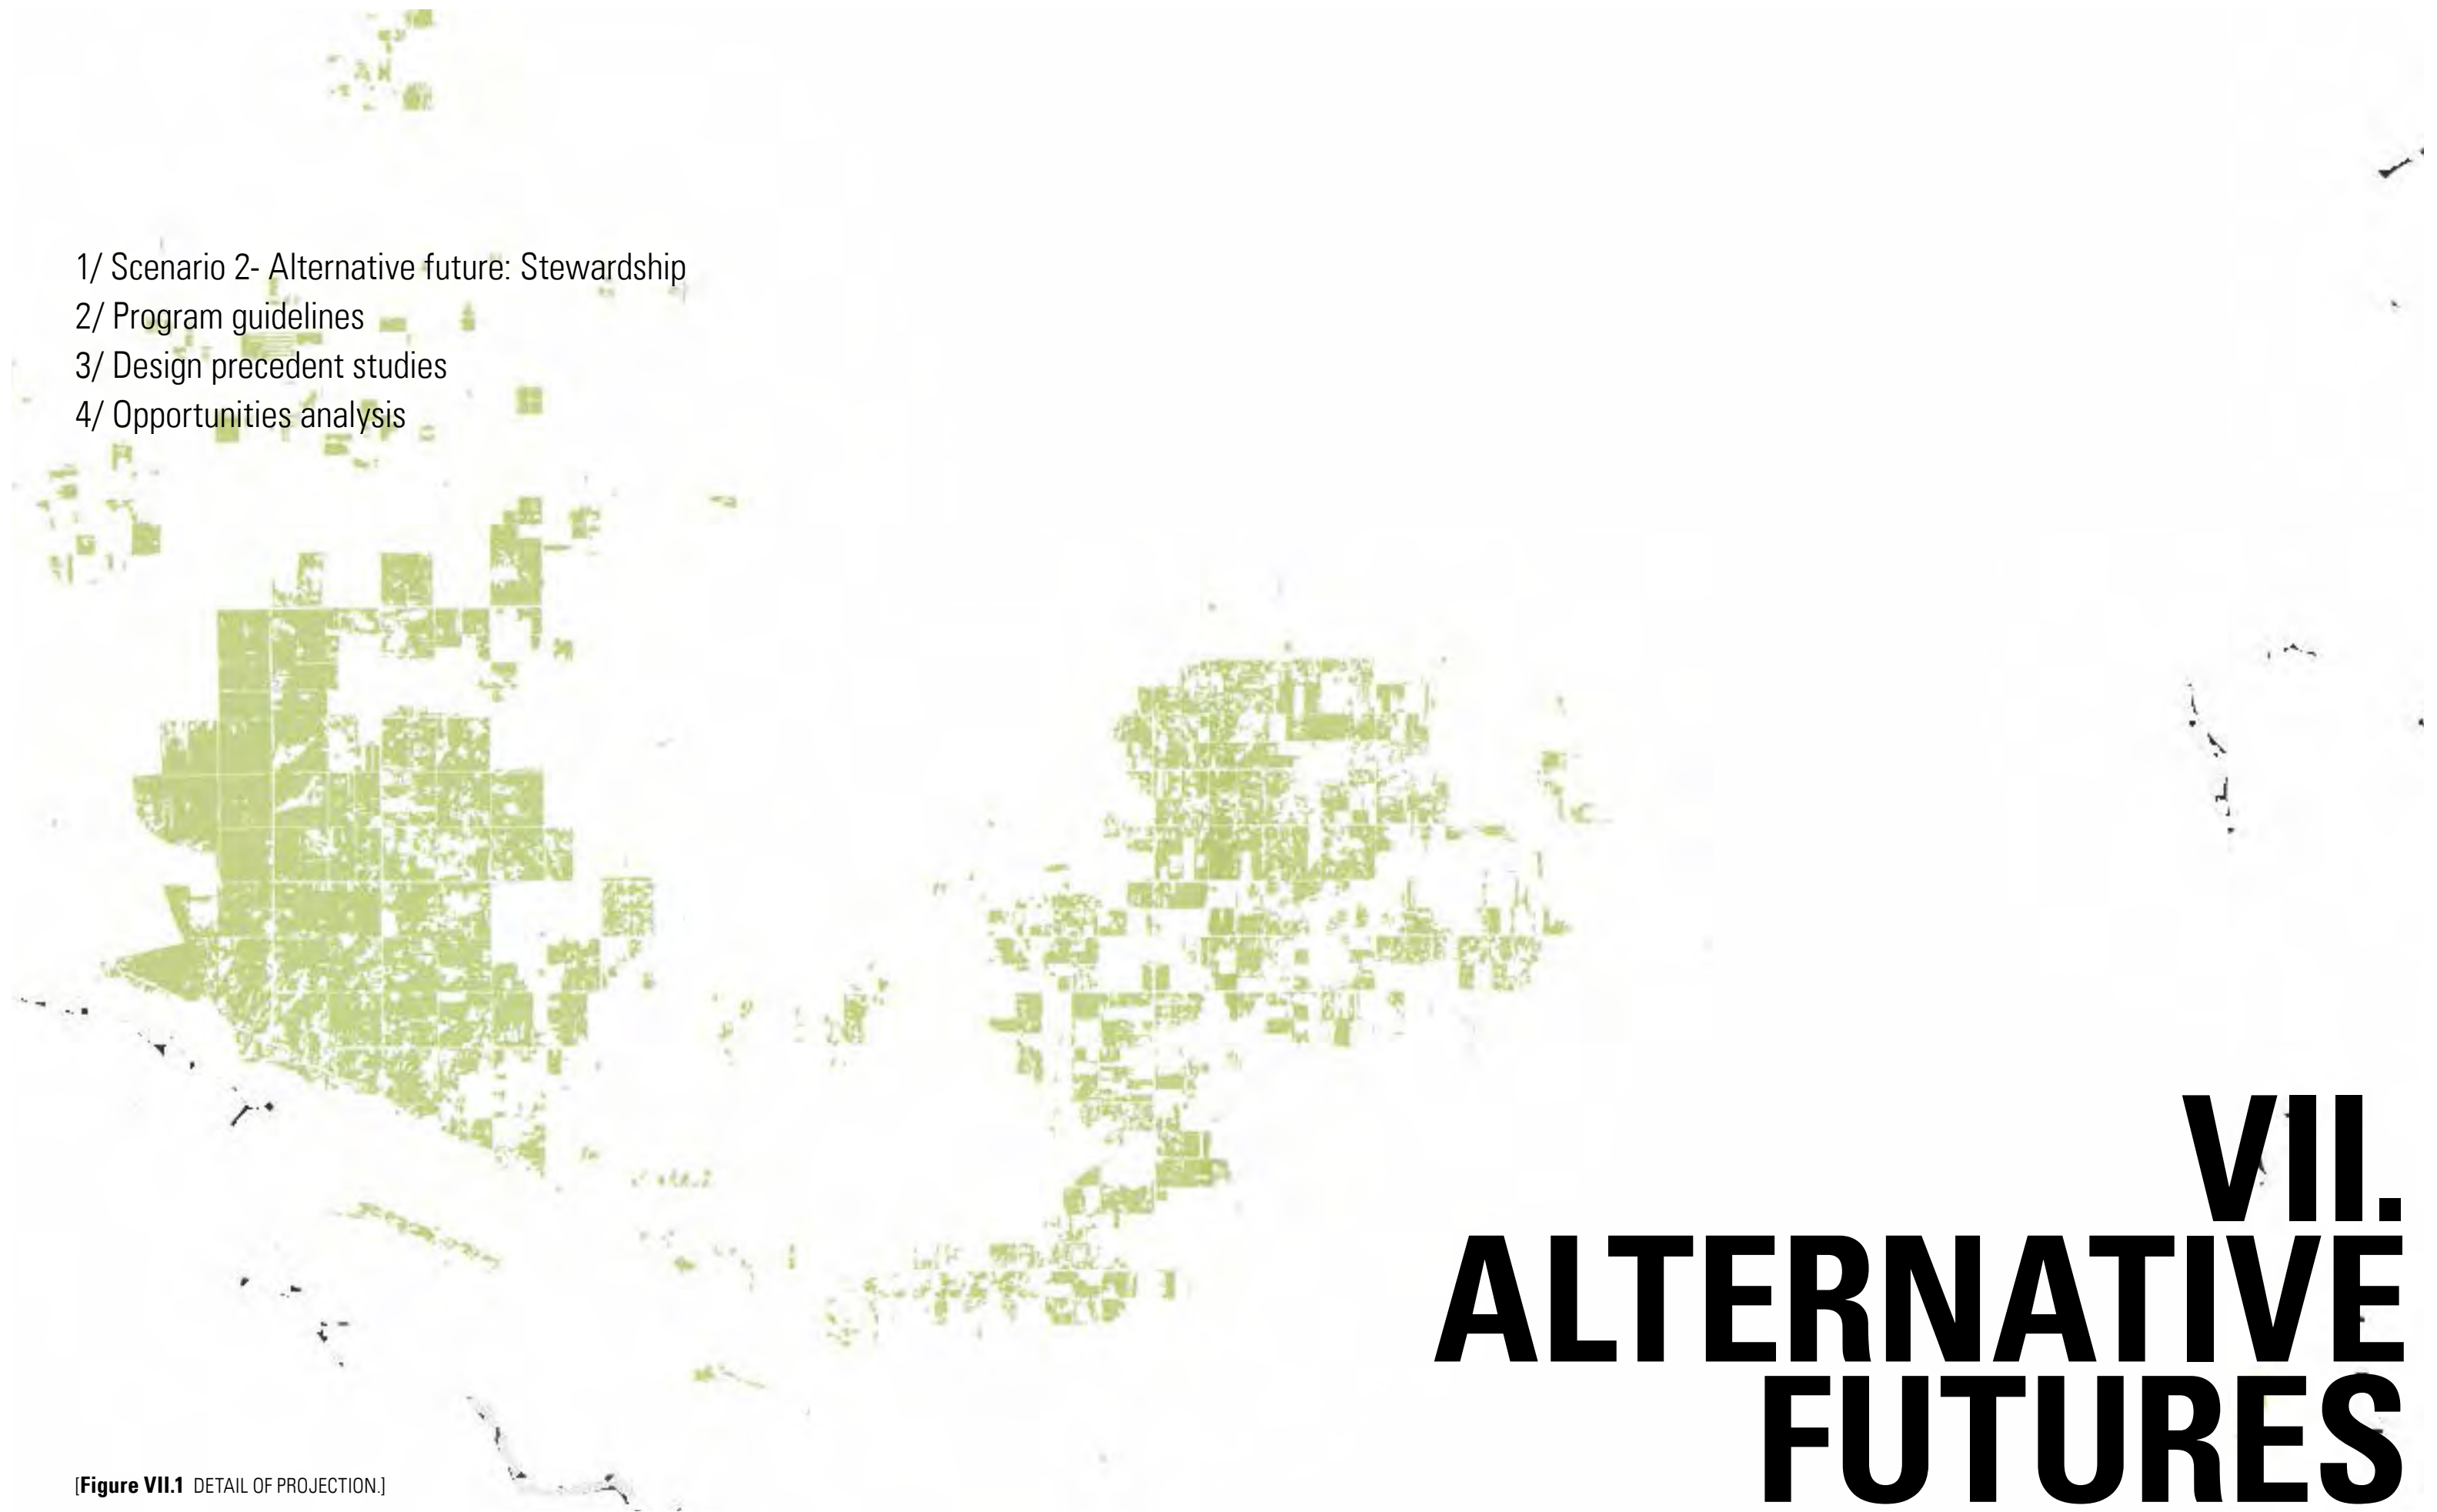 1/ Scenario 2- Alternative future: Stewardship
2/ Program guidelines
3/ Design precedent studies
4/ Opportunities analysis
VII.
ALTERNATIVE
FUTURES
[Figure VII.1 DETAIL OF PROJECTION.]